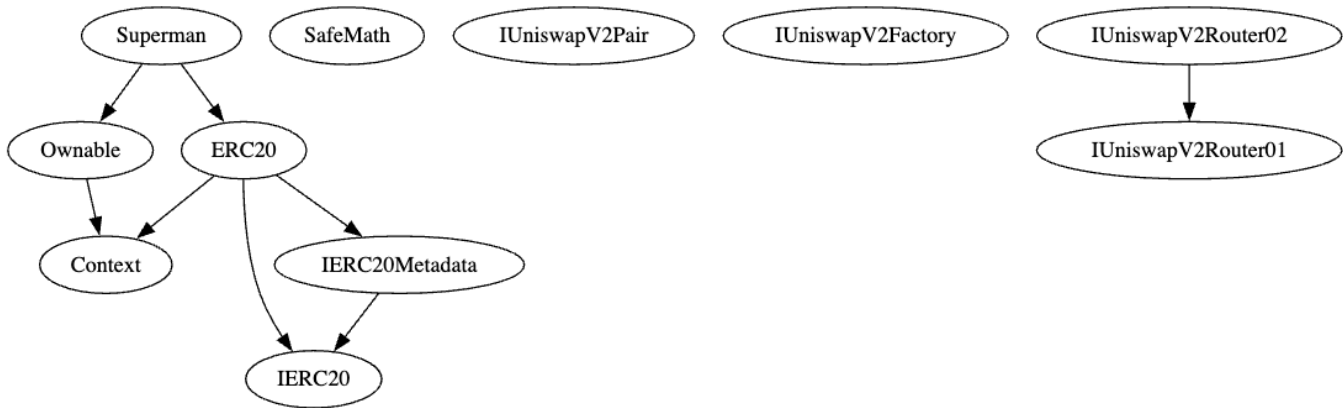 Superman
SafeMath
IUniswapV2Pair
IUniswapV2Factory
IUniswapV2Router02
Ownable
ERC20
IUniswapV2Router01
Context
IERC20Metadata
IERC20